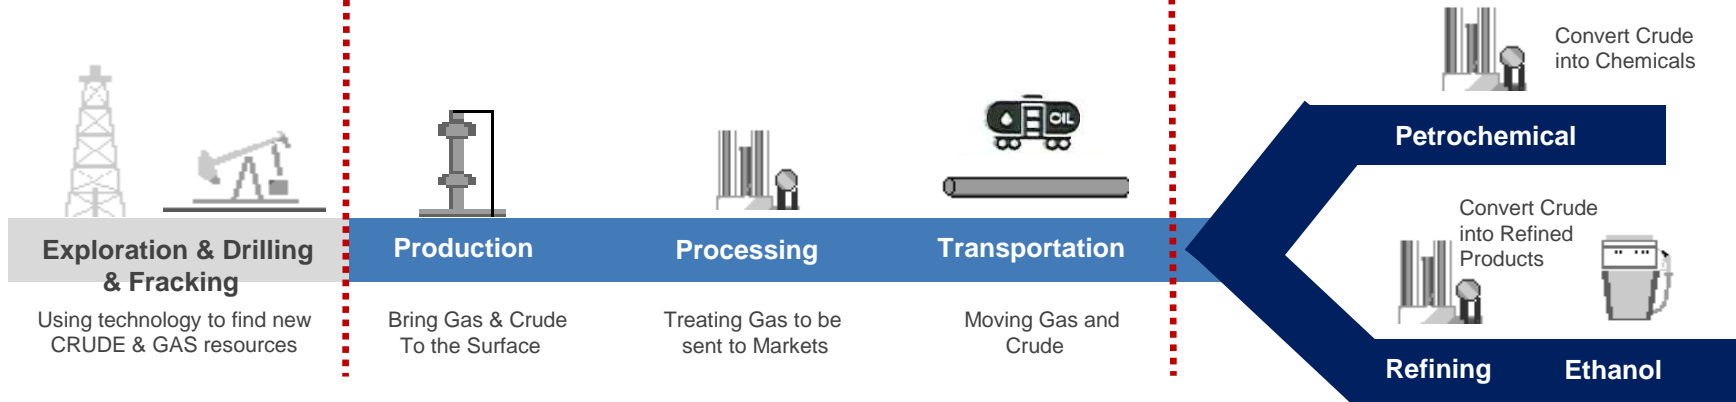 Exploration & Drilling
& Fracking
Using technology to find new
CRUDE & GAS resources
Production
Bring Gas & Crude
To the Surface
Processing
Treating Gas to be
sent to Markets
OIL
Transportation
Moving Gas and
Crude
Convert Crude
into Chemicals
Petrochemical
Convert Crude
into Refined
Products
Refining
Ethanol